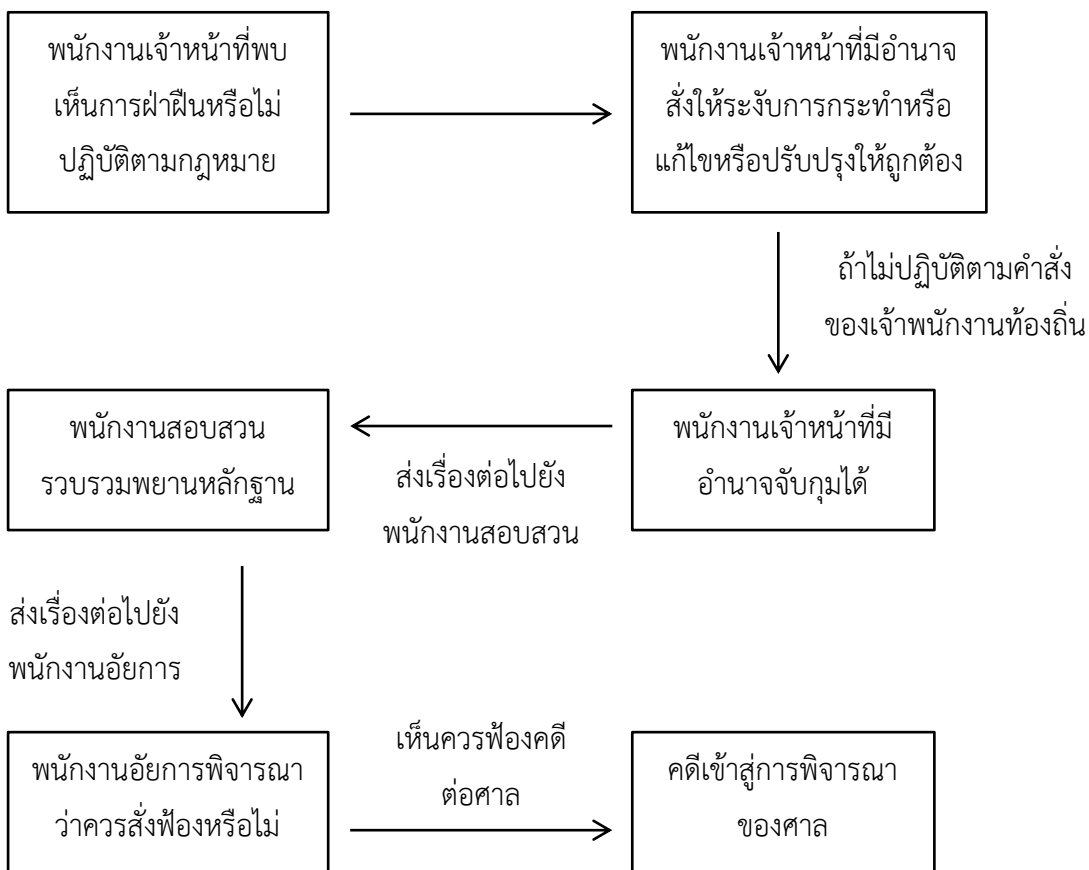 พนักงานเจ้าหน้าที่พบ
เห็นการฝ่าฝืนหรือไม่
ปฏิบัติตามกฎหมาย
พนักงานเจ้าหน้าที่มีอำนาจ
สั่งให้ระงับการกระทำหรือ
แก้ไขหรือปรับปรุงให้ถูกต้อง
ถ้าไม่ปฏิบัติตามคำสั่ง
ของเจ้าพนักงานท้องถิ่น
พนักงานเจ้าหน้าที่มี
อำนาจจับกุมได้
ส่งเรื่องต่อไปยัง
พนักงานสอบสวน
พนักงานสอบสวน
รวบรวมพยานหลักฐาน
ส่งเรื่องต่อไปยัง
พนักงานอัยการ
พนักงานอัยการพิจารณา
ว่าควรสั่งฟ้องหรือไม่
เห็นควรฟ้องคดี
ต่อศาล
คดีเข้าสู่การพิจารณา
ของศาล